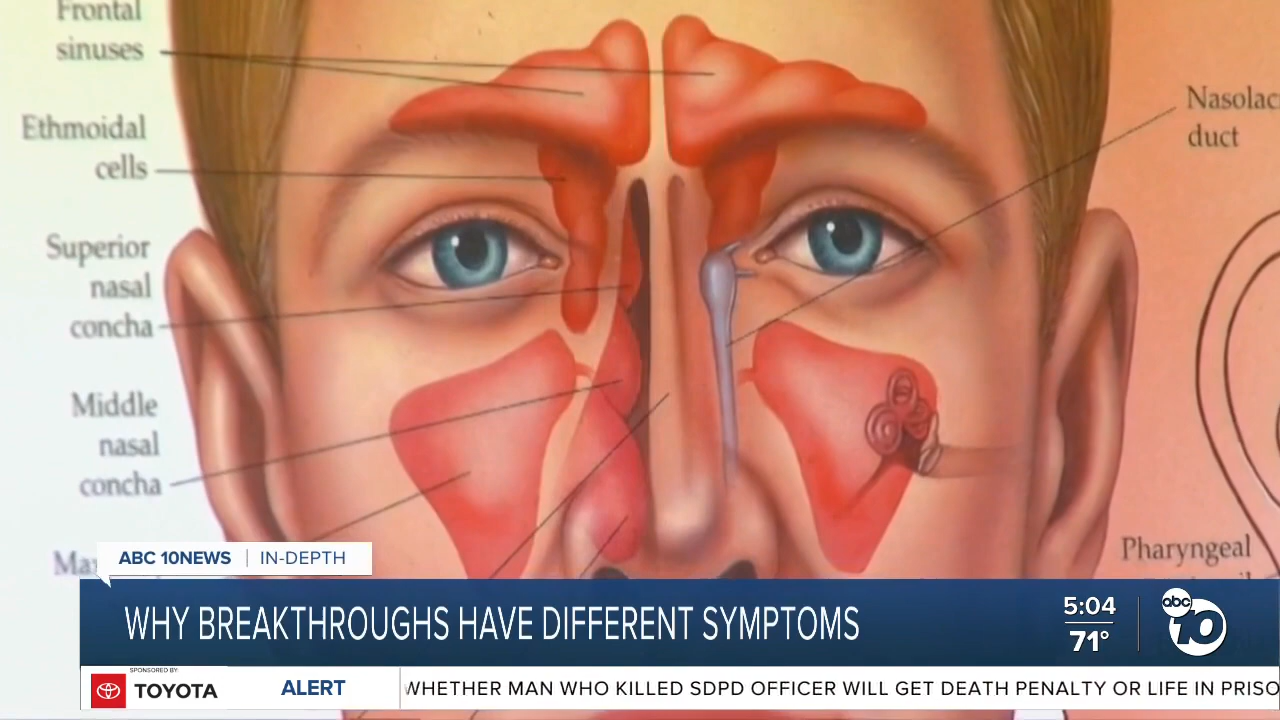 Frontal
sinuses
Ethmoidal
cells
Superior
nasal
concha
Middle
nasal
concha
duct
Pharyngeal
ABC 10NEWS | IN-DEPTH
WHY BREAKTHROUGHS HAVE DIFFERENT SYMPTOMS
5:04
71°
abc
10
SPONSORED BY:
TOYOTA
ALERT
WHETHER MAN WHO KILLED SDPD OFFICER WILL GET DEATH PENALTY OR LIFE IN